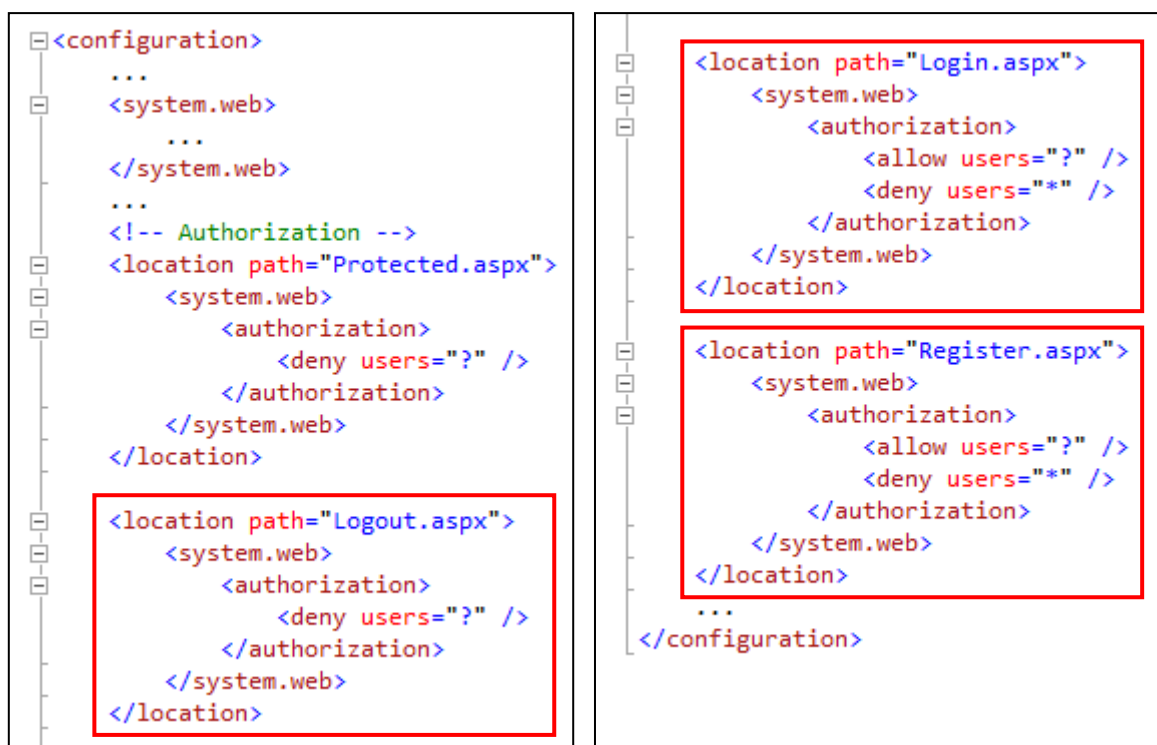 <configuration>
    ...
    <system.web>
        ...
    </system.web>
    ...
    <!-- Authorization -->
    <location path="Protected.aspx">
        <system.web>
            <authorization>
                <deny users="?" />
            </authorization>
        </system.web>
    </location>
    <location path="Logout.aspx">
        <system.web>
            <authorization>
                <deny users="?" />
            </authorization>
        </system.web>
    </location>
    <location path="Login.aspx">
        <system.web>
            <authorization>
                <allow users="?" />
                <deny users="*" />
            </authorization>
        </system.web>
    </location>
    <location path="Register.aspx">
        <system.web>
            <authorization>
                <allow users="?" />
                <deny users="*" />
            </authorization>
        </system.web>
    </location>
    ...
</configuration>